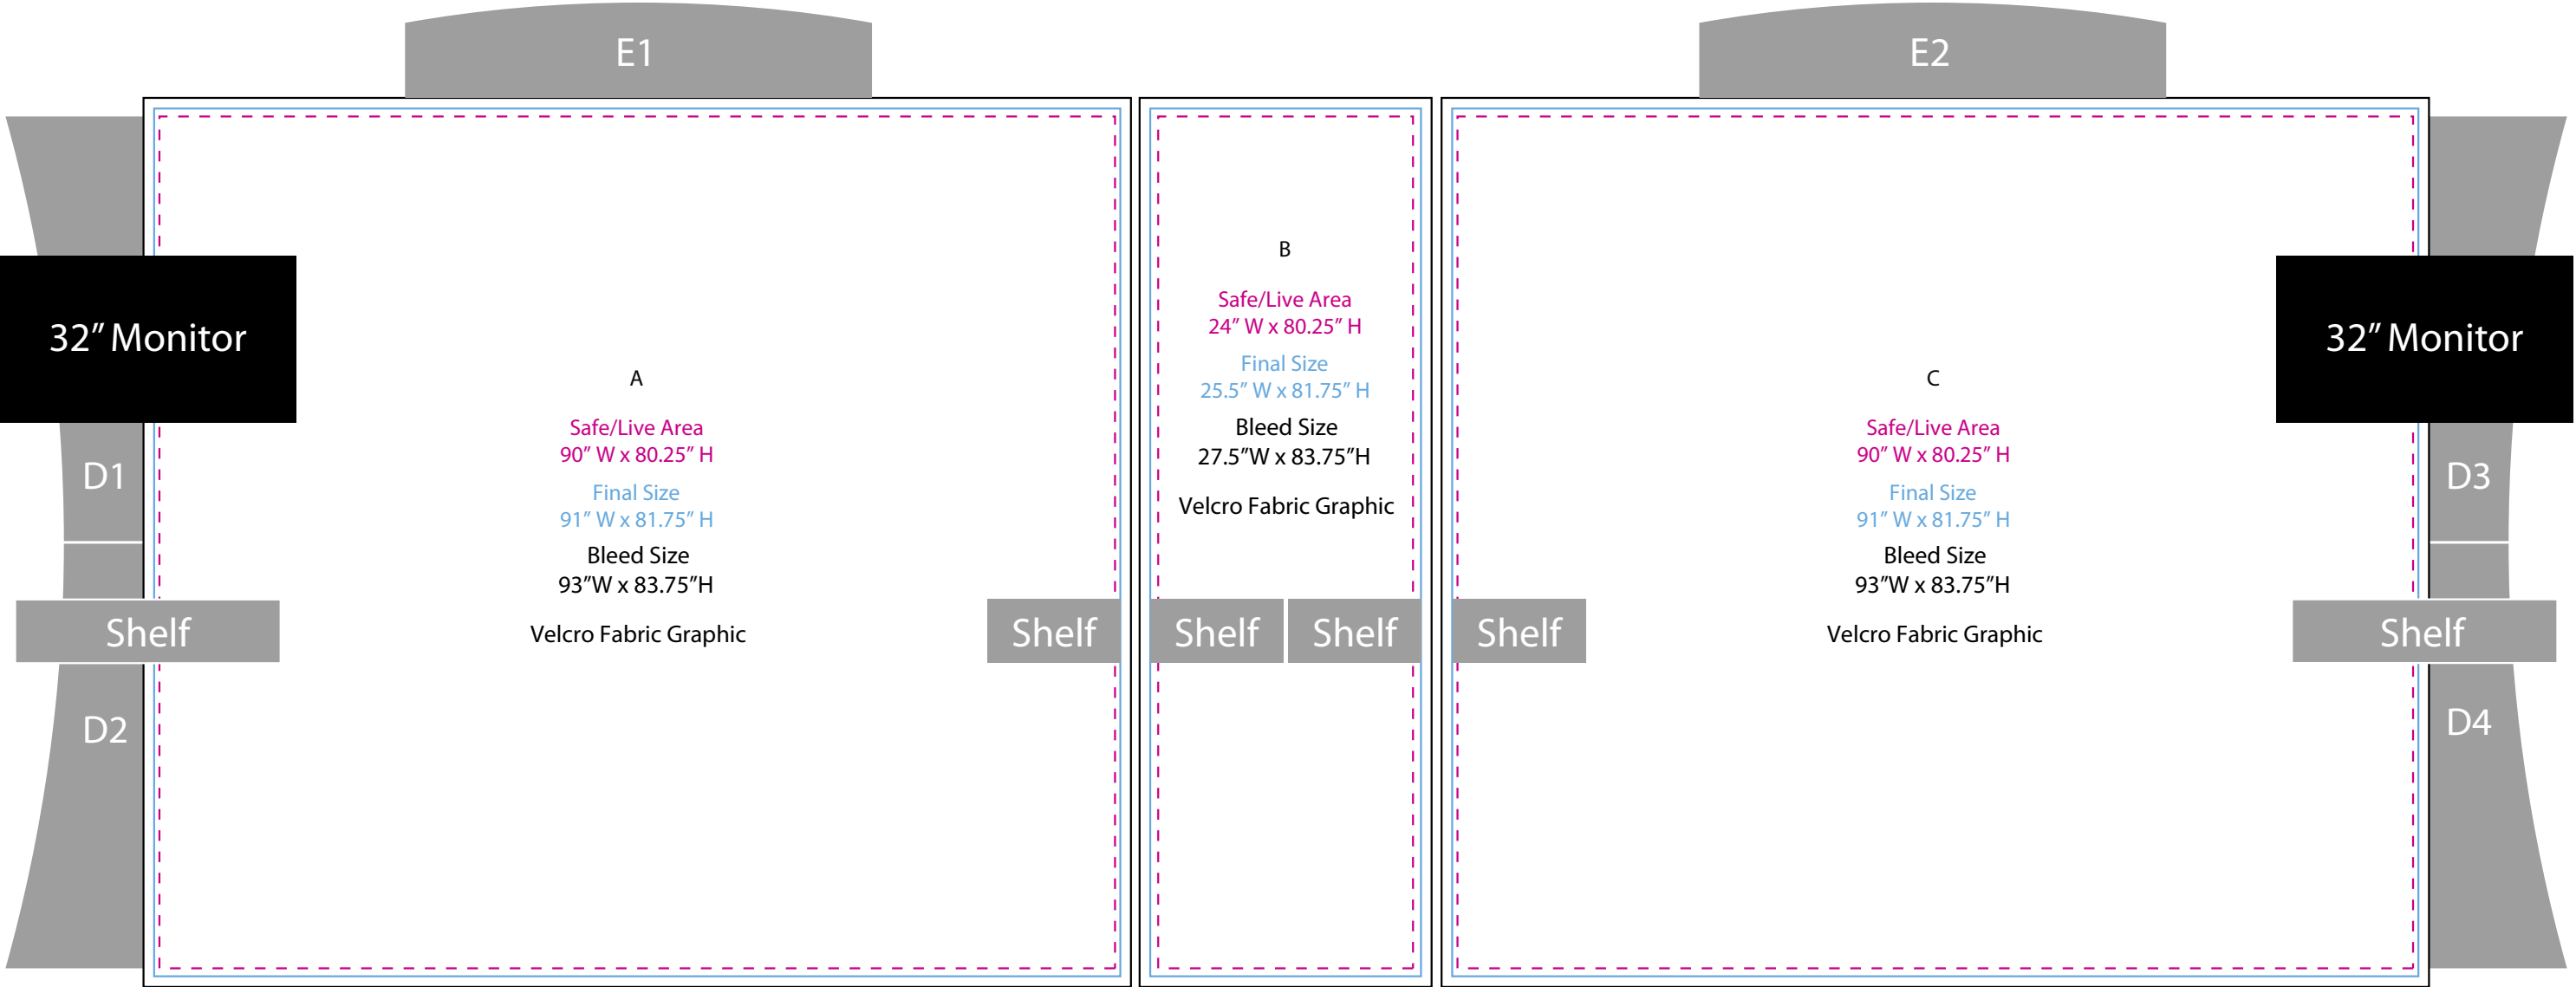 E1
E2
32” Monitor
D1
Shelf
D2
A
Safe/Live Area
90” W x 80.25” H
Final Size
91” W x 81.75” H
Bleed Size
93”W x 83.75”H
Velcro Fabric Graphic
Shelf
B
Safe/Live Area
24” W x 80.25” H
Final Size
25.5” W x 81.75” H
Bleed Size
27.5”W x 83.75”H
Velcro Fabric Graphic
Shelf
Shelf
C
Safe/Live Area
90” W x 80.25” H
Final Size
91” W x 81.75” H
Bleed Size
93”W x 83.75”H
Velcro Fabric Graphic
Shelf
32” Monitor
D3
Shelf
D4